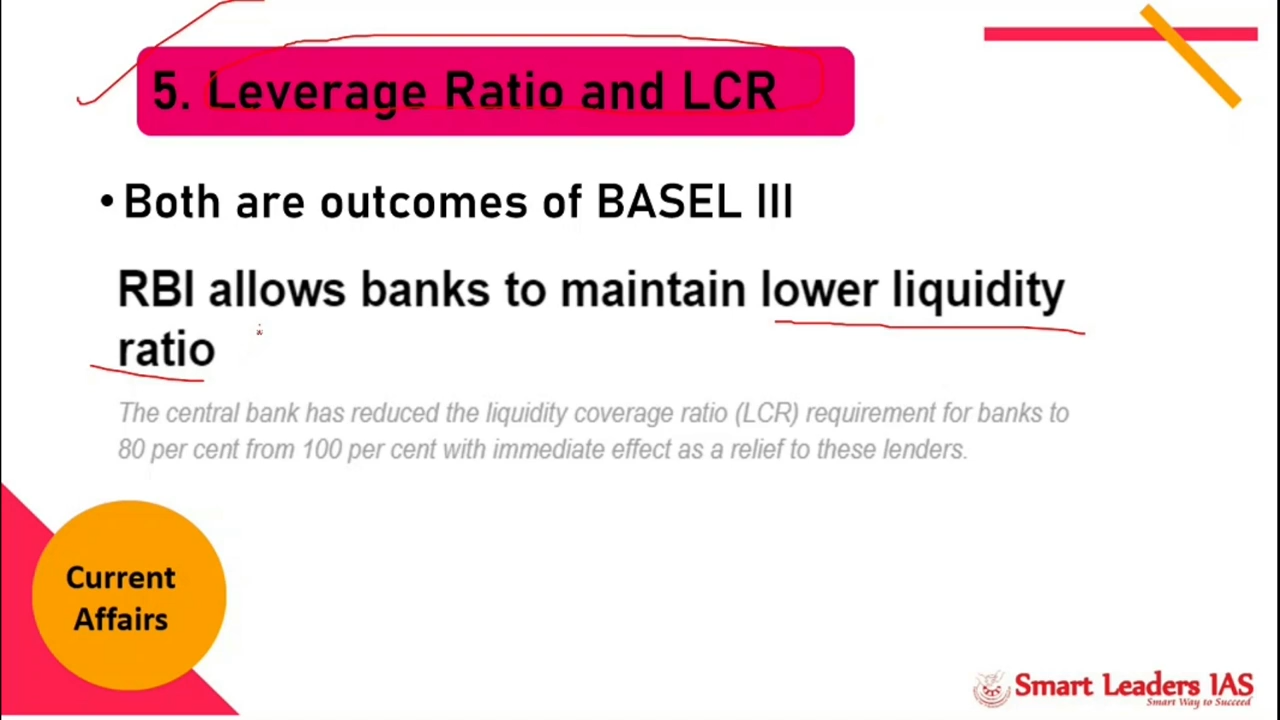 5. Leverage Ratio and LCR
• Both are outcomes of BASEL III
RBI allows banks to maintain lower liquidity
ratio
The central bank has reduced the liquidity coverage ratio (LCR) requirement for banks to
80 per cent from 100 per cent with immediate effect as a relief to these lenders.
Current
Affairs
Smart Leaders IAS
Smart Way to Succeed